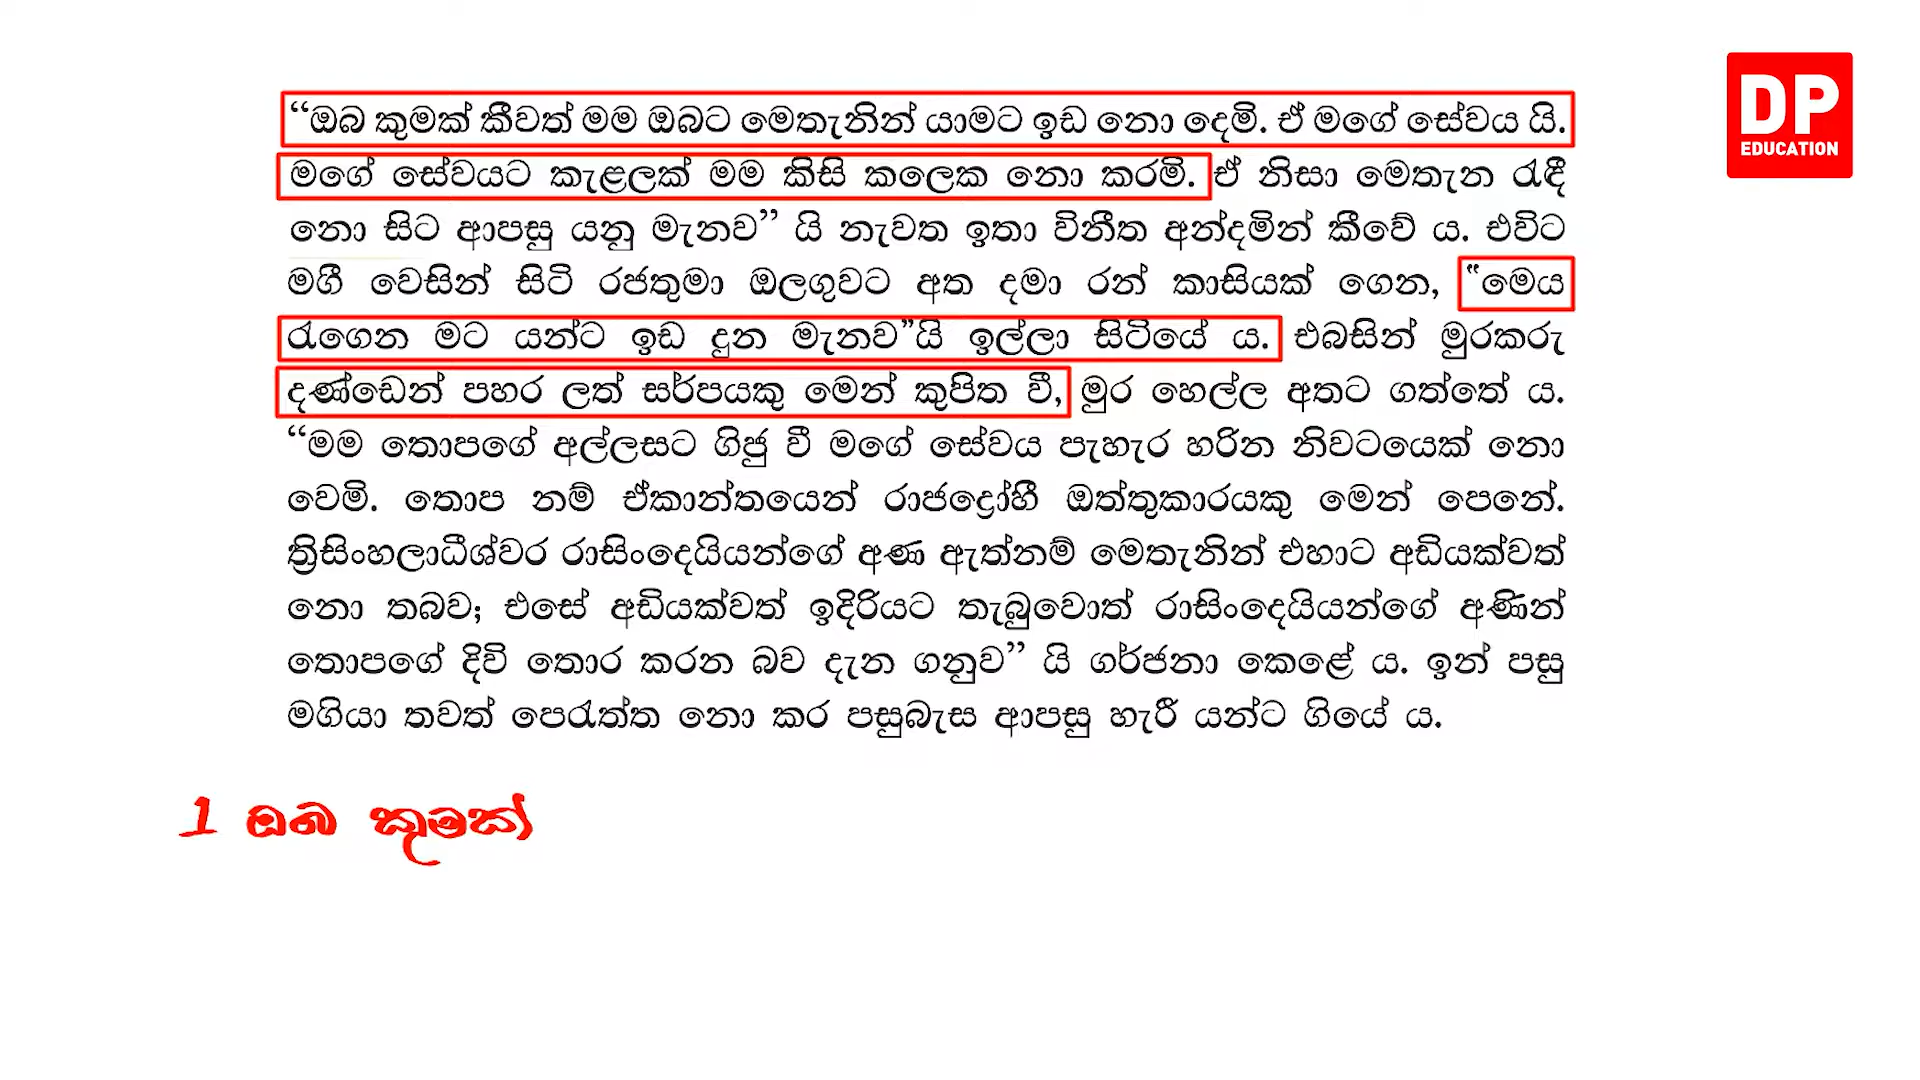 “ඔබ කුමක් කීවත් මම ඔබට මෙතැනින් යාමට ඉඩ නො දෙමි. ඒ මගේ සේවය යි.
මගේ සේවයට කැළලක් මම කිසි කලෙක නො කරමි. ඒ නිසා මෙතැන රැඳී
නො සිට ආපසු යනු මැනව” යි නැවත ඉතා විනීත අන්දමින් කීවේ ය. එවිට
මගී වෙසින් සිටි රජතුමා ඔලගුවට අත දමා රන් කාසියක් ගෙන, “මෙය
රැගෙන මට යන්ට ඉඩ දුන මැනව”යි ඉල්ලා සිටියේ ය. එබසින් මුරකරු
දණ්ඩෙන් පහර ලත් සර්පයකු මෙන් කුපිත වී, මුර හෙල්ල අතට ගත්තේ ය.
“මම තොපගේ අල්ලසට ගිජු වී මගේ සේවය පැහැර හරින නිවටයෙක් නො
වෙමි. තොප නම් ඒකාන්තයෙන් රාජද්‍රෝහී ඔත්තුකාරයකු මෙන් පෙනේ.
ත්‍රිසිංහලාධීශ්වර රාසිංදෙයියන්ගේ අණ ඇත්නම් මෙතැනින් එහාට අඩියක්වත්
නො තබව; එසේ අඩියක්වත් ඉදිරියට තැබුවොත් රාසිංදෙයියන්ගේ අණින්
තොපගේ දිවි තොර කරන බව දැන ගනුව” යි ගර්ජනා කෙළේ ය. ඉන් පසු
මගියා තවත් පෙරැත්ත නො කර පසුබැස ආපසු හැරී යන්ට ගියේ ය.
1 ඔබ කුමක්
DP
EDUCATION